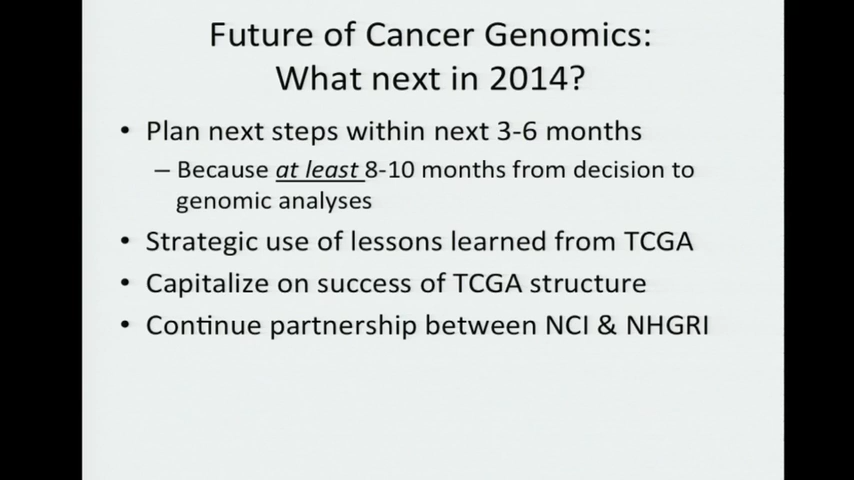 Future of Cancer Genomics:
What next in 2014?
• Plan next steps within next 3-6 months
– Because at least 8-10 months from decision to
genomic analyses
• Strategic use of lessons learned from TCGA
• Capitalize on success of TCGA structure
• Continue partnership between NCI & NHGRI